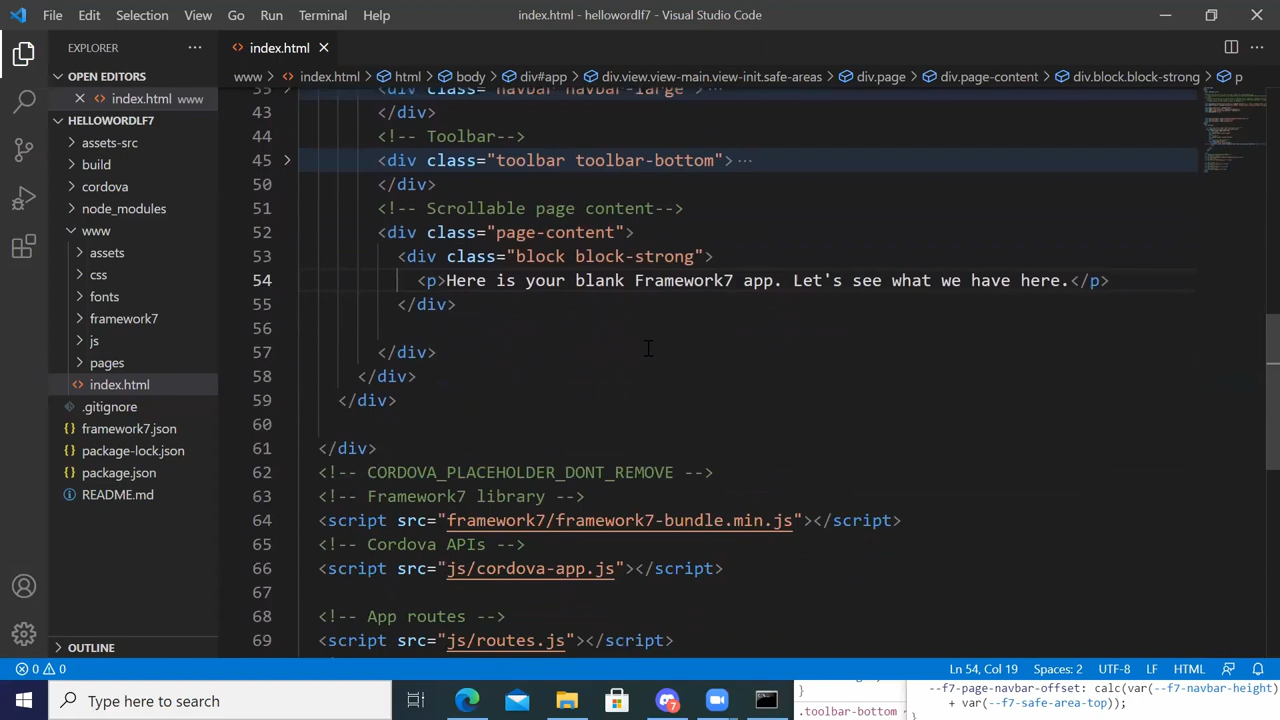 File Edit Selection View Go Run Terminal Help index.html - hellowordlf7 - Visual Studio Code
EXPLORER ···
OPEN EDITORS
index.html www
HELLOWORDLF7
assets-src
build
cordova
node_modules
www
assets
css
fonts
framework7
js
pages
index.html
.gitignore
framework7.json
package-lock.json
package.json
README.md
OUTLINE
index.html
www > index.html > html > body > div#app > div.view.view-main.view-init.safe-areas > div.page > div.page-content > div.block.block-strong > p
35 <div class="navbar navbar-large">···
43 </div>
44 <!-- Toolbar-->
45 <div class="toolbar toolbar-bottom">···
50 </div>
51 <!-- Scrollable page content-->
52 <div class="page-content">
53 <div class="block block-strong">
54 <p>Here is your blank Framework7 app. Let's see what we have here.</p>
55 </div>
56
57 </div>
58 </div>
59 </div>
60
61 </div>
62 <!-- CORDOVA_PLACEHOLDER_DONT_REMOVE -->
63 <!-- Framework7 library -->
64 <script src="framework7/framework7-bundle.min.js"></script>
65 <!-- Cordova APIs -->
66 <script src="js/cordova-app.js"></script>
67
68 <!-- App routes -->
69 <script src="js/routes.js"></script>
0 0 Ln 54, Col 19 Spaces: 2 UTF-8 LF HTML
Type here to search
}
.toolbar-bottom ~
--f7-page-navbar-offset: calc(var(--f7-navbar-height)
+ var(--f7-safe-area-top));
}